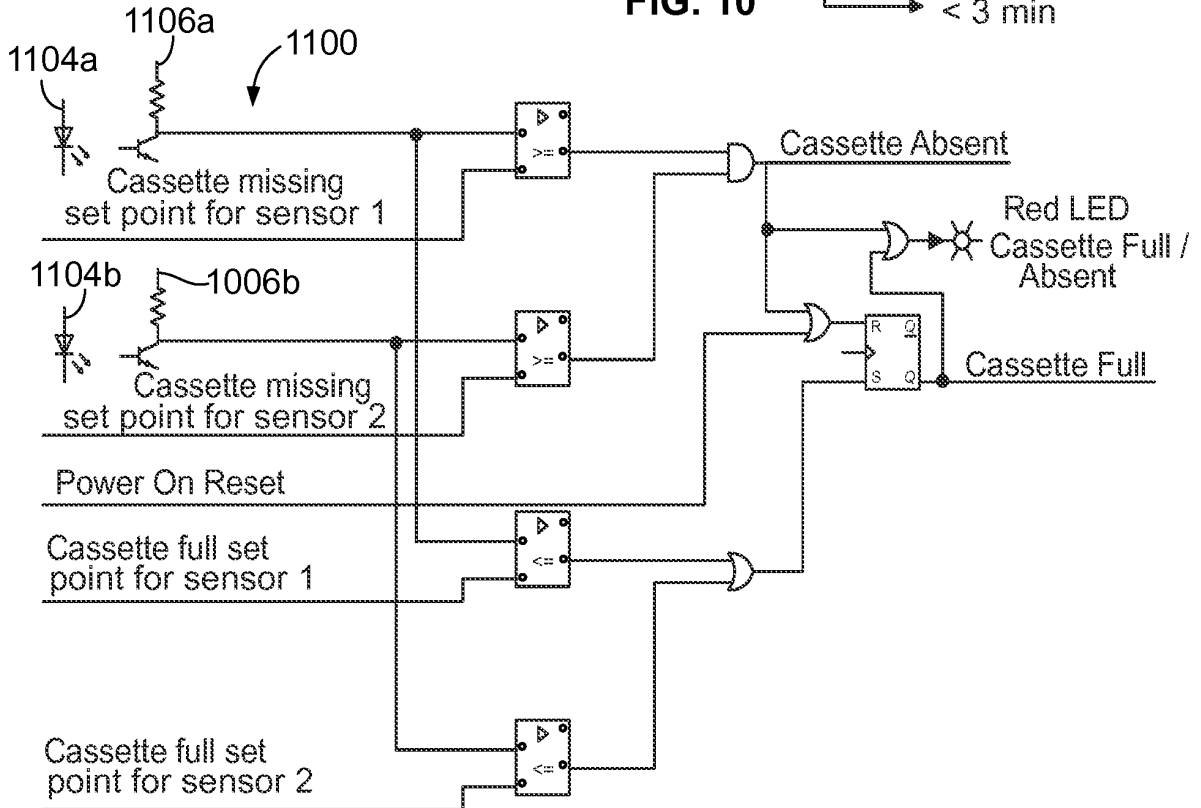 FIG. 10
< 3 min
1106a
1104a
1100
>=
Cassette Absent
Cassette missing
set point for sensor 1
Red LED
Cassette Full /
Absent
1104b
1006b
>=
R Q
S Q
Cassette Full
Cassette missing
set point for sensor 2
Power On Reset
Cassette full set
point for sensor 1
<=
Cassette full set
point for sensor 2
<=